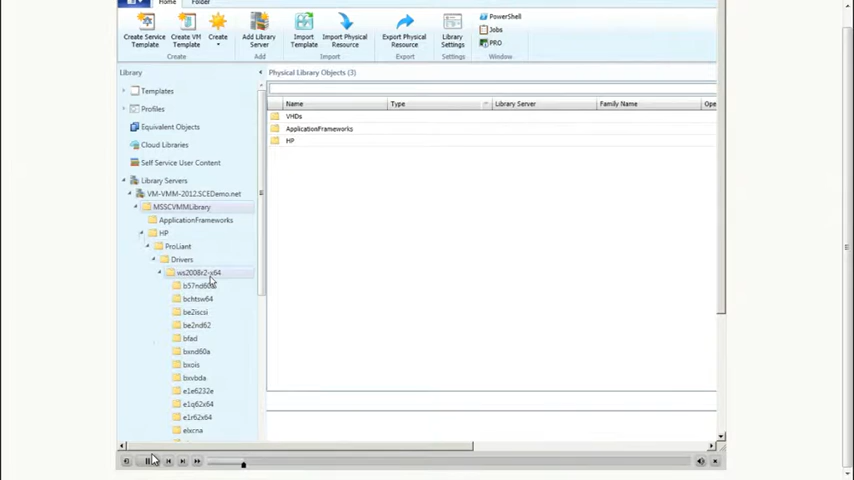 Home Folder
Create Service Template
Create VM Template
Create
Add Library Server
Import Template
Import Physical Resource
Export Physical Resource
Library Settings
PowerShell
Jobs
PRO
Create
Add
Import
Export
Settings
Window
Library
Templates
Profiles
Equivalent Objects
Cloud Libraries
Self Service User Content
Library Servers
VM-VMM-2012.SCEDemo.net
MSSCVMMLibrary
ApplicationFrameworks
HP
ProLiant
Drivers
ws2008r2-x64
bchtsw64
be2iscsi
be2nd62
bfad
bxnd60a
bxois
bxvbda
e1e6232e
e1q62x64
e1r62x64
elxcna
Physical Library Objects (3)
Name Type Library Server Family Name
VHDs
ApplicationFrameworks
HP